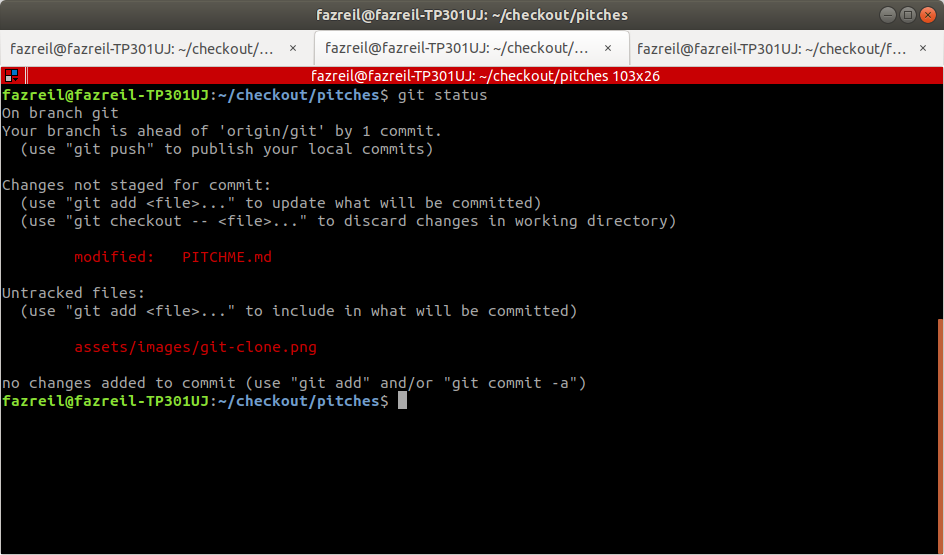 fazreil@fazreil-TP301UJ: ~/checkout/pitches
fazreil@fazreil-TP301UJ: ~/checkout/… × fazreil@fazreil-TP301UJ: ~/checkout/… × fazreil@fazreil-TP301UJ: ~/checkout/f… ×
fazreil@fazreil-TP301UJ: ~/checkout/pitches 103x26
fazreil@fazreil-TP301UJ:~/checkout/pitches$ git status
On branch git
Your branch is ahead of 'origin/git' by 1 commit.
  (use "git push" to publish your local commits)

Changes not staged for commit:
  (use "git add <file>..." to update what will be committed)
  (use "git checkout -- <file>..." to discard changes in working directory)

        modified:   PITCHME.md

Untracked files:
  (use "git add <file>..." to include in what will be committed)

        assets/images/git-clone.png

no changes added to commit (use "git add" and/or "git commit -a")
fazreil@fazreil-TP301UJ:~/checkout/pitches$